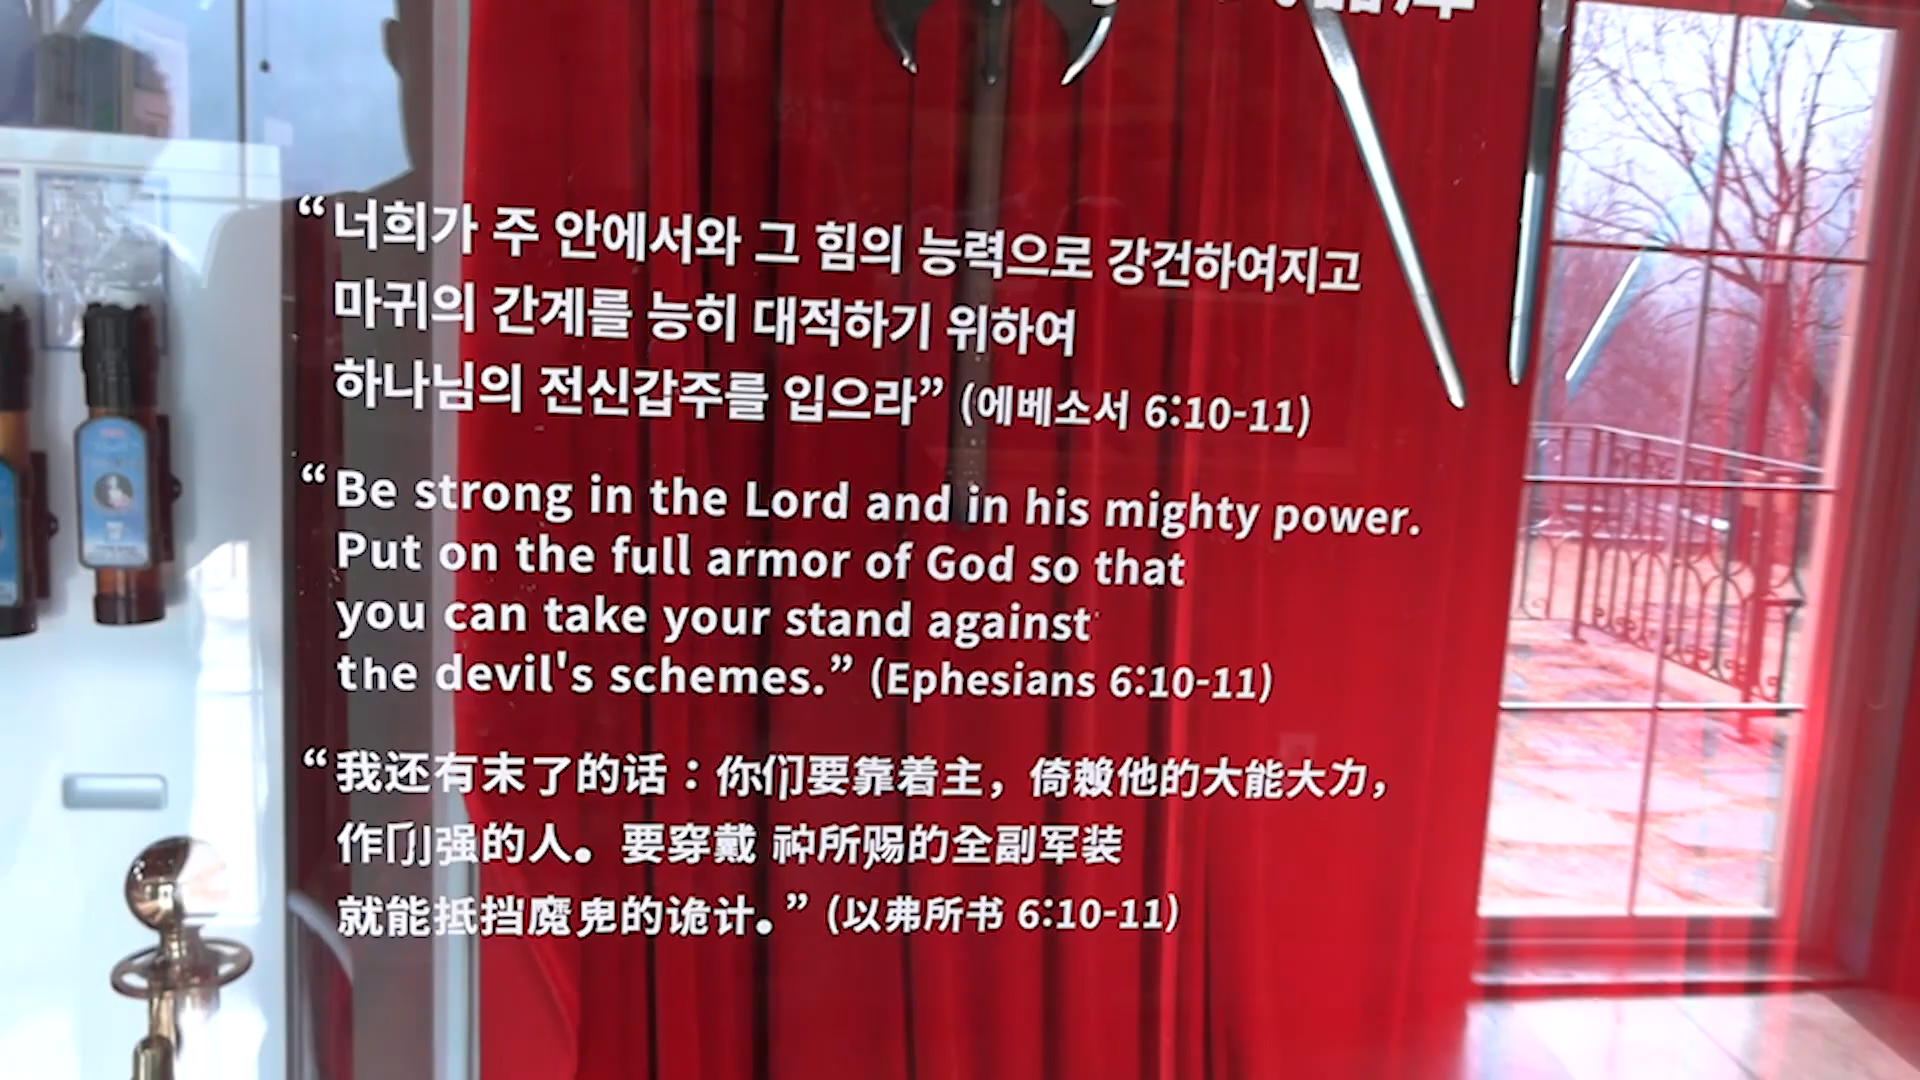 “너희가 주 안에서와 그 힘의 능력으로 강건하여지고
마귀의 간계를 능히 대적하기 위하여
하나님의 전신갑주를 입으라” (에베소서 6:10-11)
“Be strong in the Lord and in his mighty power.
Put on the full armor of God so that
you can take your stand against
the devil's schemes.” (Ephesians 6:10-11)
“我还有末了的话：你们要靠着主，倚赖他的大能大力，
作刚强的人。要穿戴 神所赐的全副军装
就能抵挡魔鬼的诡计。” (以弗所书 6:10-11)